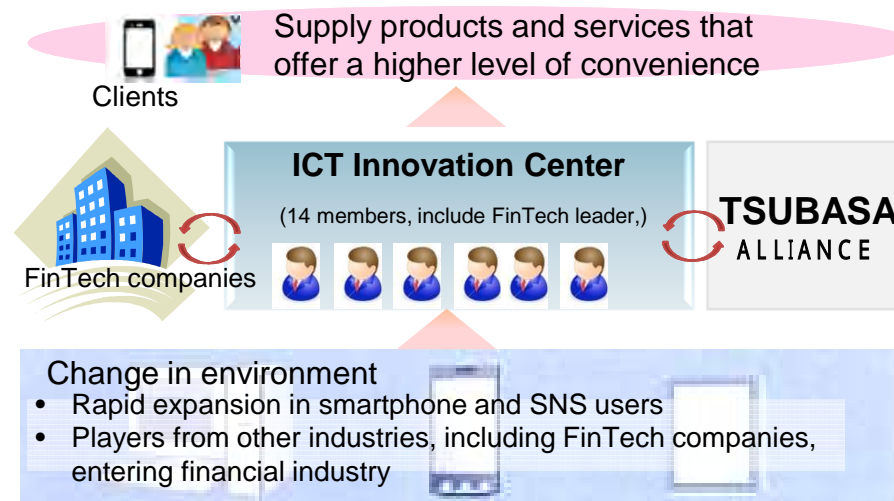 Supply products and services that
offer a higher level of convenience
Clients
ICT Innovation Center
(14 members, include FinTech leader,)
FinTech companies
TSUBASA
ALLIANCE
Change in environment
• Rapid expansion in smartphone and SNS users
• Players from other industries, including FinTech companies,
entering financial industry